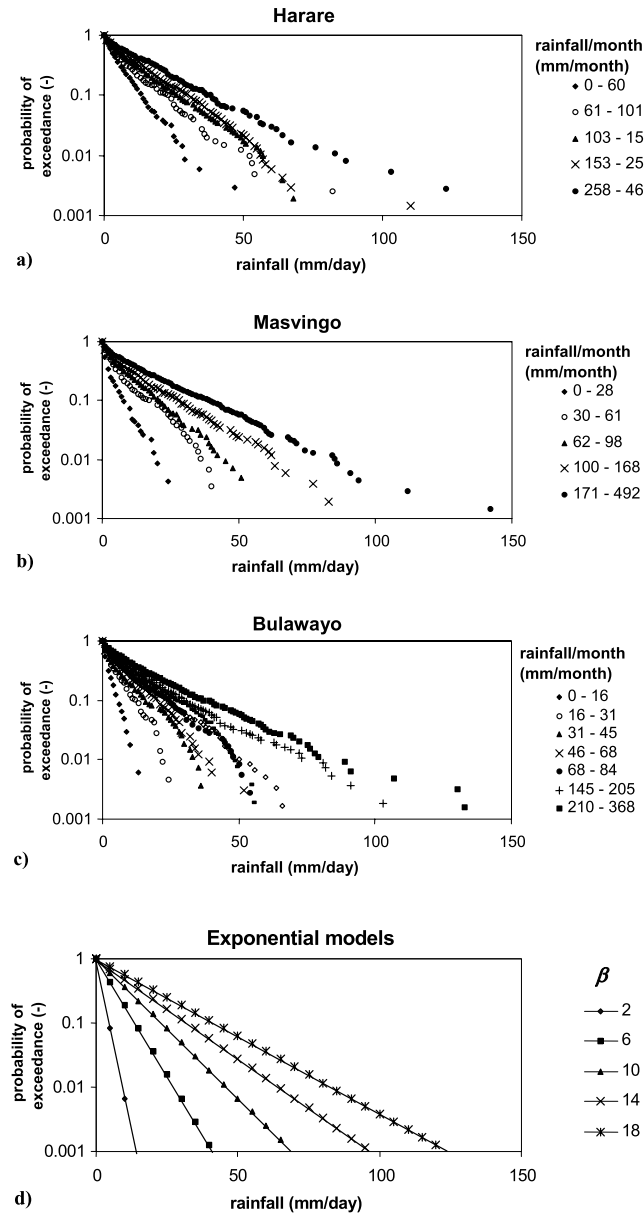 Harare
1
0.1
0.01
0.001
probability of
exceedance (-)
0 50 100 150
rainfall (mm/day)
rainfall/month
(mm/month)
0 - 60
61 - 101
103 - 15
153 - 25
258 - 46
a)
Masvingo
1
0.1
0.01
0.001
probability of
exceedance (-)
0 50 100 150
rainfall (mm/day)
rainfall/month
(mm/month)
0 - 28
30 - 61
62 - 98
100 - 168
171 - 492
b)
Bulawayo
1
0.1
0.01
0.001
probability of
exceedance (-)
0 50 100 150
rainfall (mm/day)
rainfall/month
(mm/month)
0 - 16
16 - 31
31 - 45
46 - 68
68 - 84
145 - 205
210 - 368
c)
Exponential models
1
0.1
0.01
0.001
probability of
exceedance (-)
0 50 100 150
rainfall (mm/day)
β
2
6
10
14
18
d)